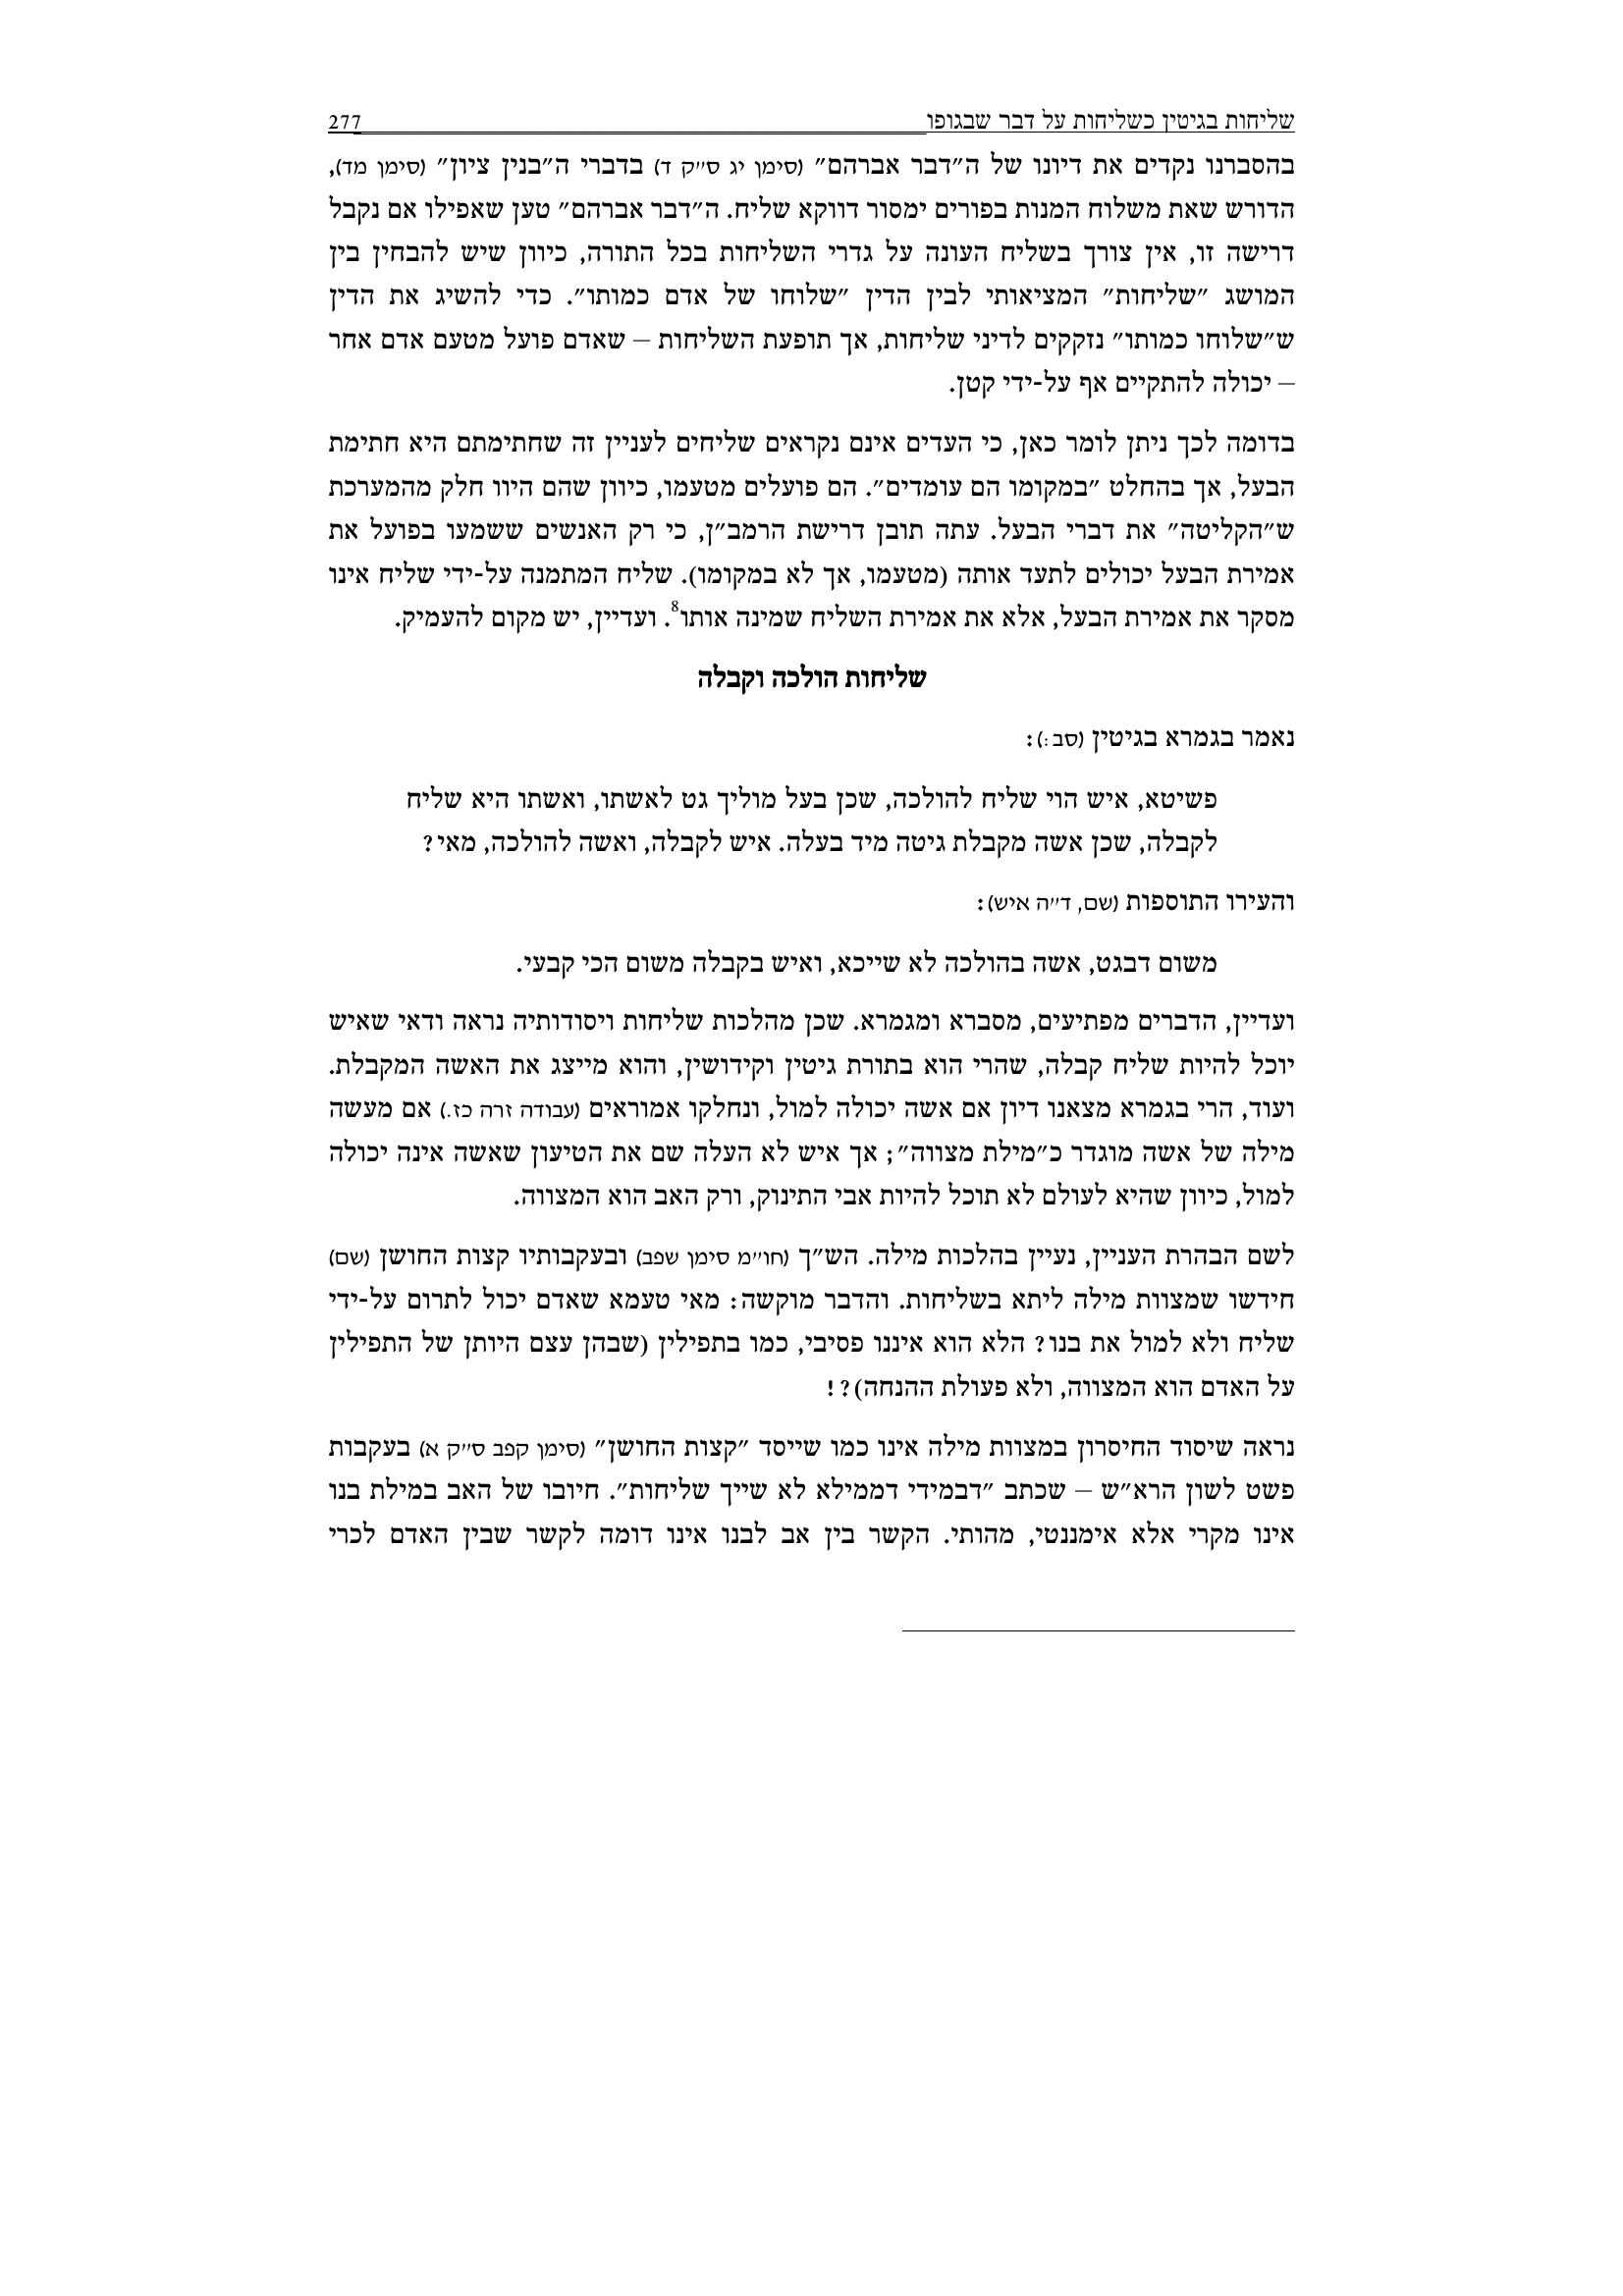 שליחות בגיטין כשליחות על דבר שבגופו 277
בהסברנו נקדים את דיונו של ה״דבר אברהם״ (סימן יג ס״ק ד) בדברי ה״בנין ציון״ (סימן מד),
הדורש שאת משלוח המנות בפורים ימסור דווקא שליח. ה״דבר אברהם״ טען שאפילו אם נקבל
דרישה זו, אין צורך בשליח העונה על גדרי השליחות בכל התורה, כיוון שיש להבחין בין
המושג ״שליחות״ המציאותי לבין הדין ״שלוחו של אדם כמותו״. כדי להשיג את הדין
ש״שלוחו כמותו״ נזקקים לדיני שליחות, אך תופעת השליחות – שאדם פועל מטעם אדם אחר
– יכולה להתקיים אף על-ידי קטן.
בדומה לכך ניתן לומר כאן, כי העדים אינם נקראים שליחים לעניין זה שחתימתם היא חתימת
הבעל, אך בהחלט ״במקומו הם עומדים״. הם פועלים מטעמו, כיוון שהם היוו חלק מהמערכת
ש״הקליטה״ את דברי הבעל. עתה תובן דרישת הרמב״ן, כי רק האנשים ששמעו בפועל את
אמירת הבעל יכולים לתעד אותה (מטעמו, אך לא במקומו). שליח המתמנה על-ידי שליח אינו
מסקר את אמירת הבעל, אלא את אמירת השליח שמינה אותו8. ועדיין, יש מקום להעמיק.
שליחות הולכה וקבלה
נאמר בגמרא בגיטין (סב:):
פשיטא, איש הוי שליח להולכה, שכן בעל מוליך גט לאשתו, ואשתו היא שליח
לקבלה, שכן אשה מקבלת גיטה מיד בעלה. איש לקבלה, ואשה להולכה, מאי?
והעירו התוספות (שם, ד״ה איש):
משום דבגט, אשה בהולכה לא שייכא, ואיש בקבלה משום הכי קבעי.
ועדיין, הדברים מפתיעים, מסברא ומגמרא. שכן מהלכות שליחות ויסודותיה נראה ודאי שאיש
יוכל להיות שליח קבלה, שהרי הוא בתורת גיטין וקידושין, והוא מייצג את האשה המקבלת.
ועוד, הרי בגמרא מצאנו דיון אם אשה יכולה למול, ונחלקו אמוראים (עבודה זרה כז.) אם מעשה
מילה של אשה מוגדר כ״מילת מצווה״; אך איש לא העלה שם את הטיעון שאשה אינה יכולה
למול, כיוון שהיא לעולם לא תוכל להיות אבי התינוק, ורק האב הוא המצווה.
לשם הבהרת העניין, נעיין בהלכות מילה. הש״ך (חו״מ סימן שפב) ובעקבותיו קצות החושן (שם)
חידשו שמצוות מילה ליתא בשליחות. והדבר מוקשה: מאי טעמא שאדם יכול לתרום על-ידי
שליח ולא למול את בנו? הלא הוא איננו פסיבי, כמו בתפילין (שבהן עצם היותן של התפילין
על האדם הוא המצווה, ולא פעולת ההנחה)?!
נראה שיסוד החיסרון במצוות מילה אינו כמו שייסד ״קצות החושן״ (סימן קפב ס״ק א) בעקבות
פשט לשון הרא״ש – שכתב ״דבמידי דממילא לא שייך שליחות״. חיובו של האב במילת בנו
אינו מקרי אלא אימננטי, מהותי. הקשר בין אב לבנו אינו דומה לקשר שבין האדם לכרי